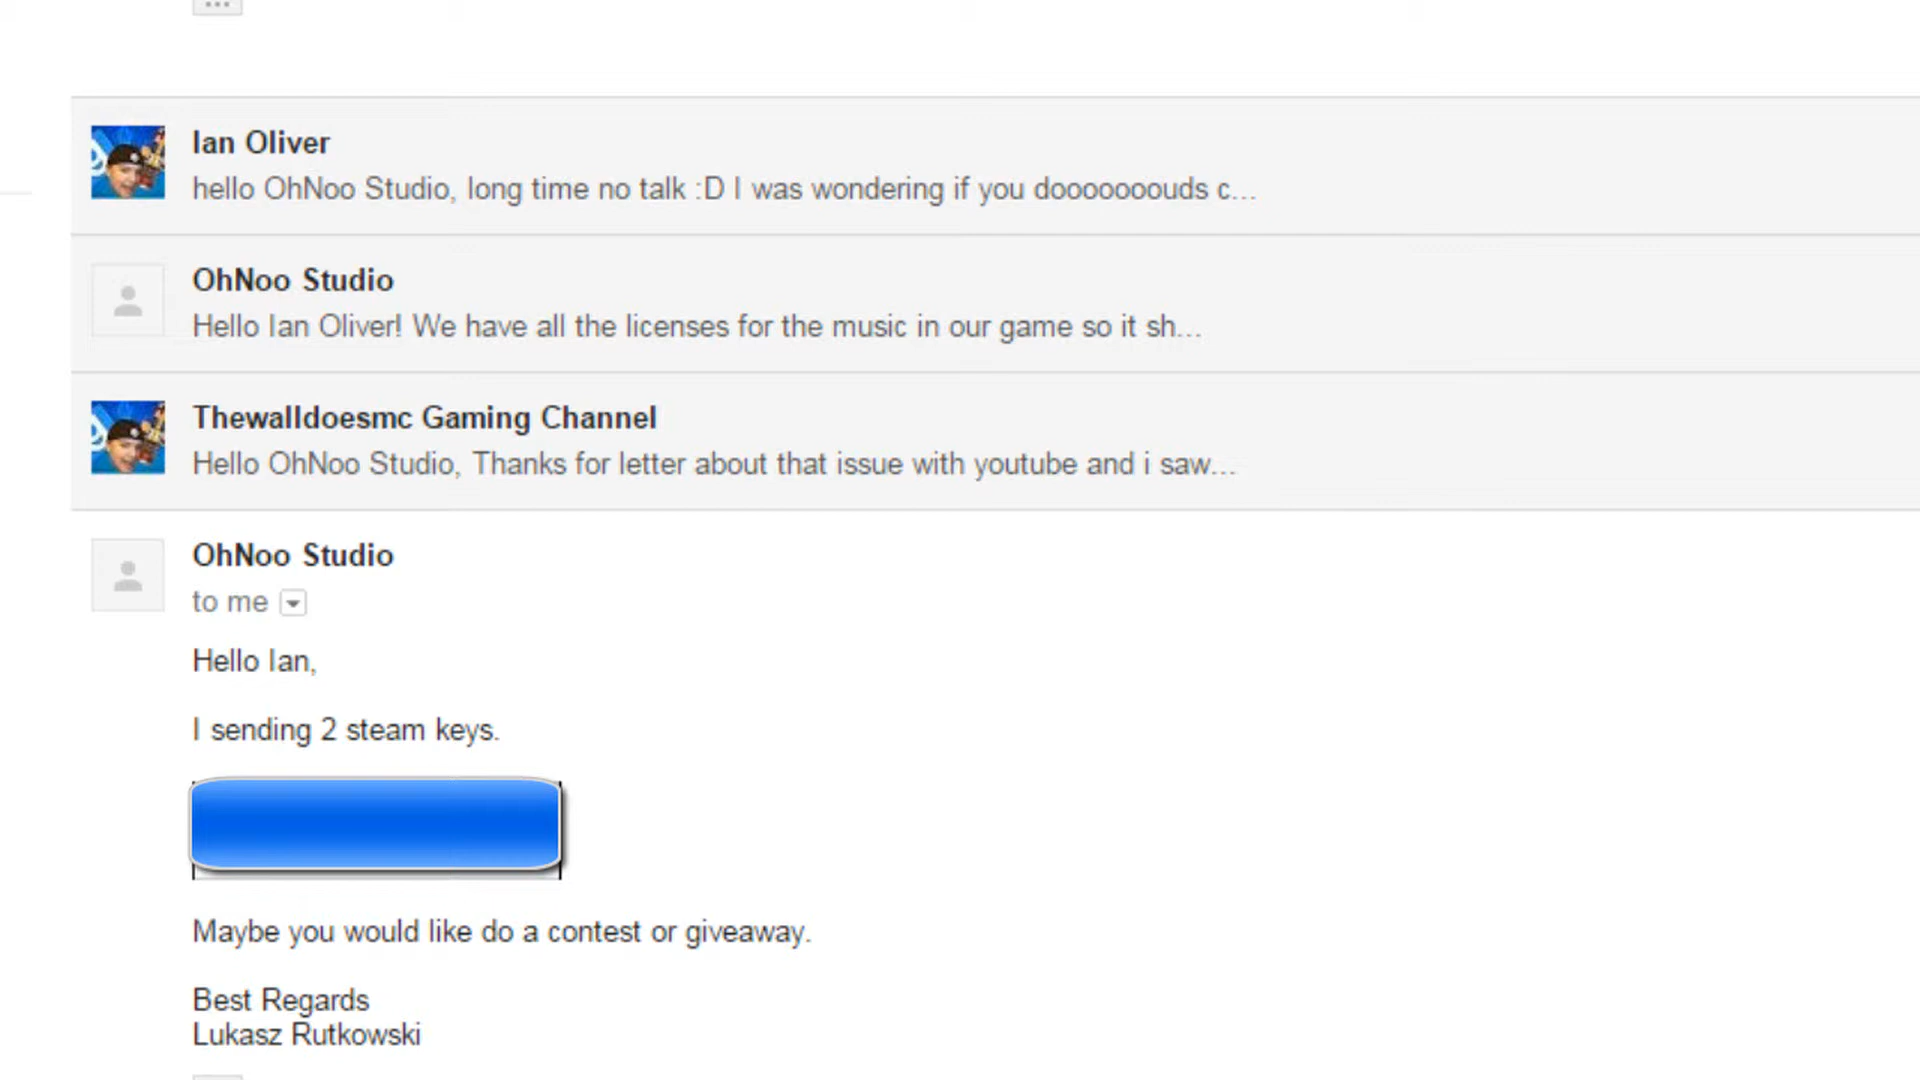 Ian Oliver
hello OhNoo Studio, long time no talk :D I was wondering if you doooooooouds c...
OhNoo Studio
Hello Ian Oliver! We have all the licenses for the music in our game so it sh...
Thewalldoesmc Gaming Channel
Hello OhNoo Studio, Thanks for letter about that issue with youtube and i saw...
OhNoo Studio
to me
Hello Ian,
I sending 2 steam keys.
Maybe you would like do a contest or giveaway.
Best Regards
Lukasz Rutkowski